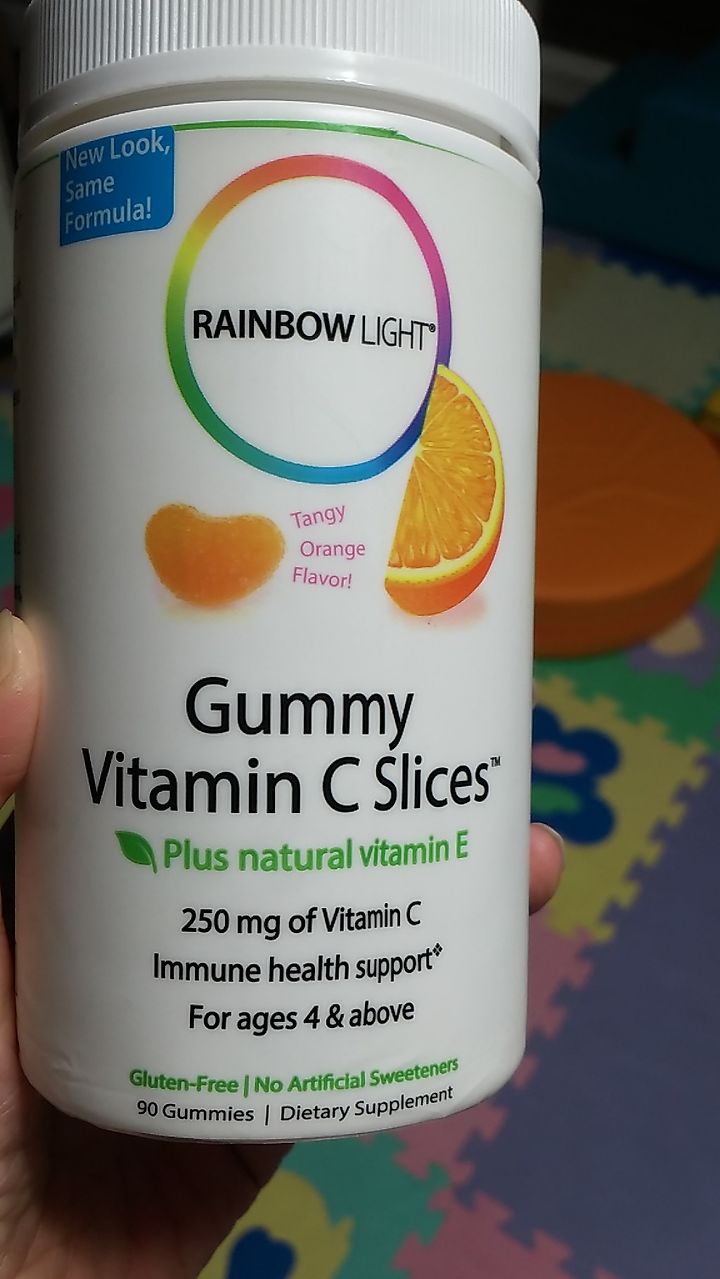 New Look,
Same
Formula!
RAINBOW LIGHT®
Tangy
Orange
Flavor!
Gummy
Vitamin C Slices™
Plus natural vitamin E
250 mg of Vitamin C
Immune health support❖
For ages 4 & above
Gluten-Free | No Artificial Sweeteners
90 Gummies | Dietary Supplement